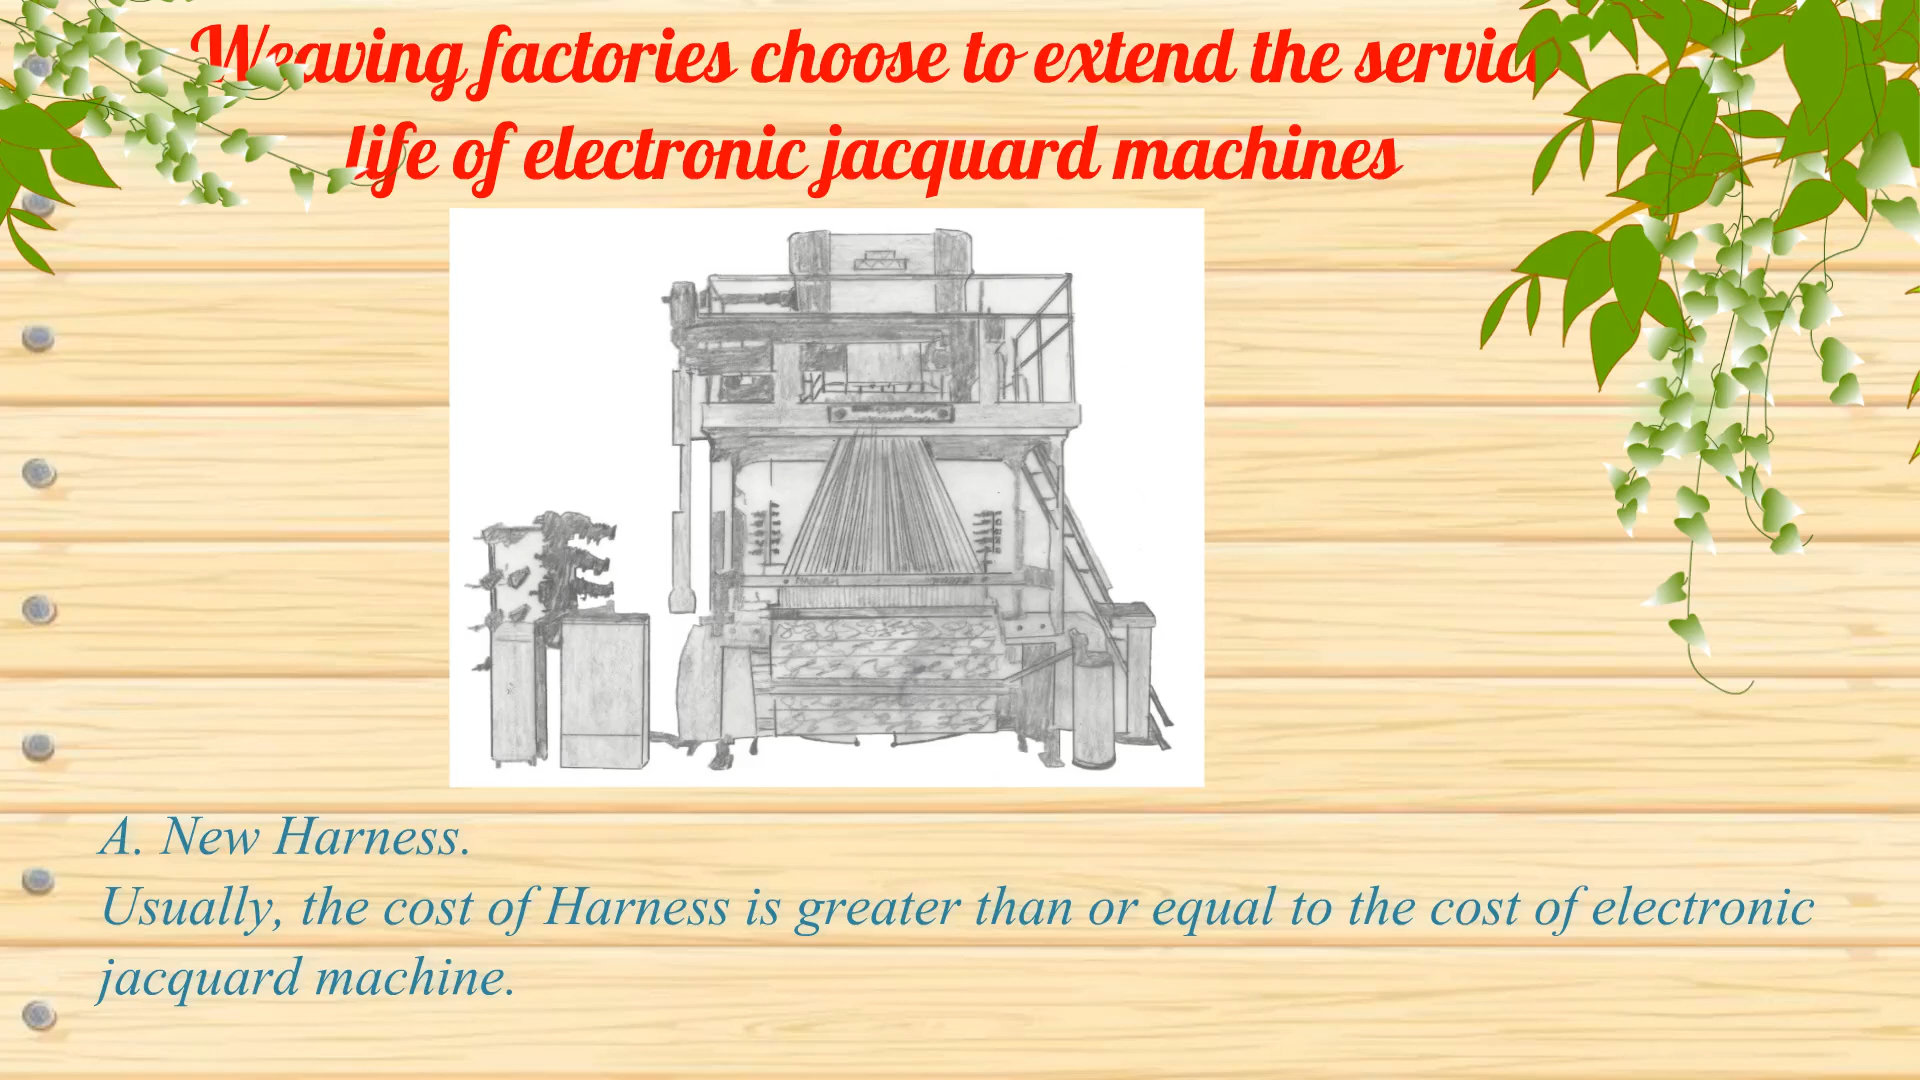 Weaving factories choose to extend the service
life of electronic jacquard machines
A. New Harness.
Usually, the cost of Harness is greater than or equal to the cost of electronic
jacquard machine.